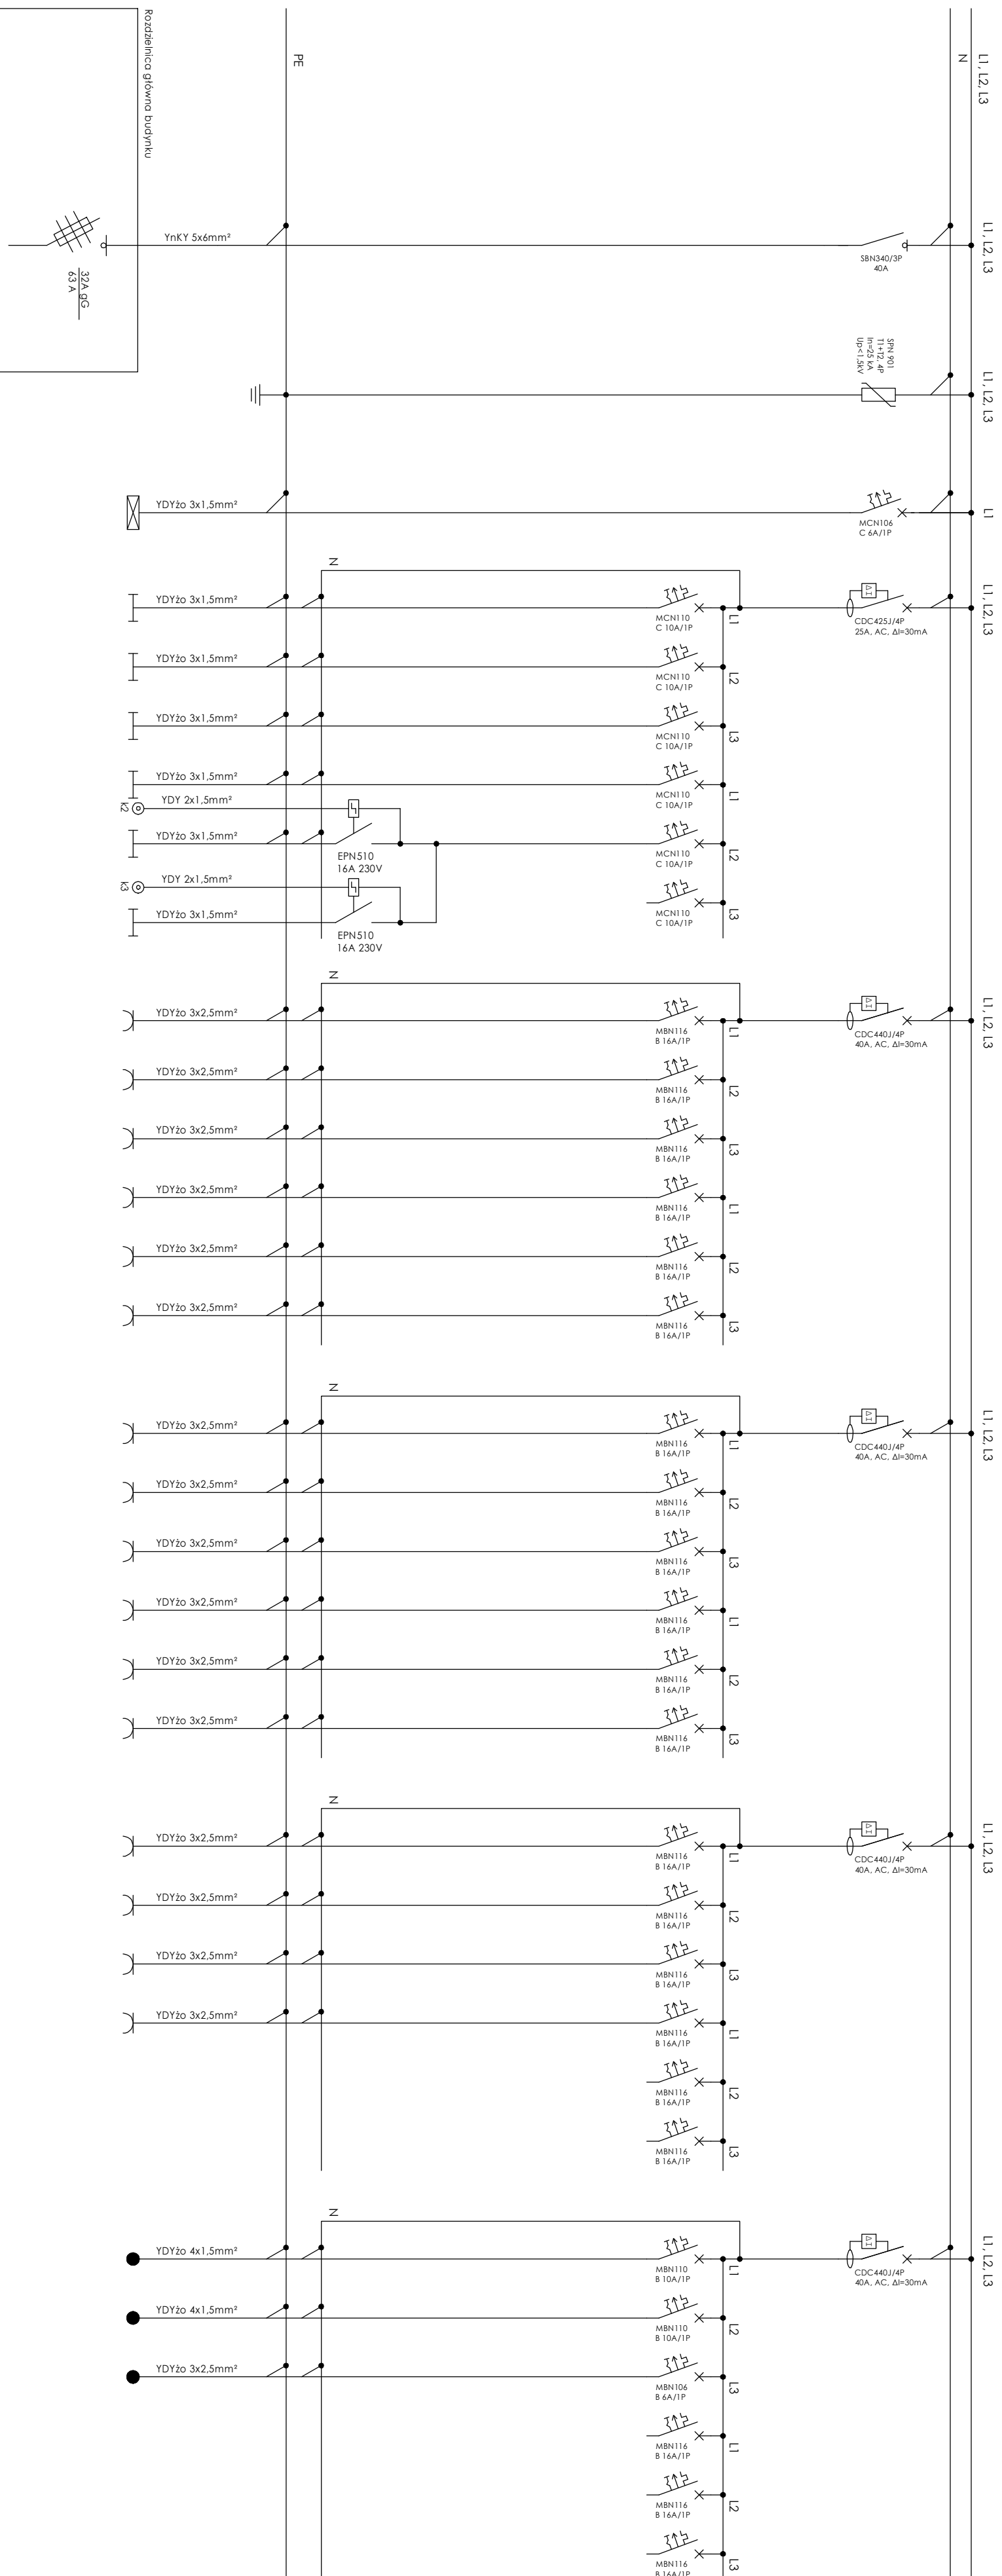 L1, L2, L3
N
PE
Rozdzielnica główna budynku
L1, L2, L3
YnKY 5x6mm²
SBN340/3P
40A
32A gG
63 A
L1, L2, L3
SPN 901
T1+T2, 4P
In=25 kA
Up<1,5kV
L1
YDYżo 3x1,5mm²
MCN106
C 6A/1P
L1, L2, L3
N
ΔI
CDC425J/4P
25A, AC, ΔI=30mA
YDYżo 3x1,5mm²
L1
MCN110
C 10A/1P
YDYżo 3x1,5mm²
L2
MCN110
C 10A/1P
YDYżo 3x1,5mm²
L3
MCN110
C 10A/1P
YDYżo 3x1,5mm²
L1
MCN110
C 10A/1P
k2
YDY 2x1,5mm²
YDYżo 3x1,5mm²
EPN510
16A 230V
L2
MCN110
C 10A/1P
k3
YDY 2x1,5mm²
YDYżo 3x1,5mm²
EPN510
16A 230V
L3
MCN110
C 10A/1P
L1, L2, L3
N
ΔI
CDC440J/4P
40A, AC, ΔI=30mA
YDYżo 3x2,5mm²
L1
MBN116
B 16A/1P
YDYżo 3x2,5mm²
L2
MBN116
B 16A/1P
YDYżo 3x2,5mm²
L3
MBN116
B 16A/1P
YDYżo 3x2,5mm²
L1
MBN116
B 16A/1P
YDYżo 3x2,5mm²
L2
MBN116
B 16A/1P
YDYżo 3x2,5mm²
L3
MBN116
B 16A/1P
L1, L2, L3
N
ΔI
CDC440J/4P
40A, AC, ΔI=30mA
YDYżo 3x2,5mm²
L1
MBN116
B 16A/1P
YDYżo 3x2,5mm²
L2
MBN116
B 16A/1P
YDYżo 3x2,5mm²
L3
MBN116
B 16A/1P
YDYżo 3x2,5mm²
L1
MBN116
B 16A/1P
YDYżo 3x2,5mm²
L2
MBN116
B 16A/1P
YDYżo 3x2,5mm²
L3
MBN116
B 16A/1P
L1, L2, L3
N
ΔI
CDC440J/4P
40A, AC, ΔI=30mA
YDYżo 3x2,5mm²
L1
MBN116
B 16A/1P
YDYżo 3x2,5mm²
L2
MBN116
B 16A/1P
YDYżo 3x2,5mm²
L3
MBN116
B 16A/1P
YDYżo 3x2,5mm²
L1
MBN116
B 16A/1P
L2
MBN116
B 16A/1P
L3
MBN116
B 16A/1P
L1, L2, L3
N
ΔI
CDC440J/4P
40A, AC, ΔI=30mA
YDYżo 4x1,5mm²
L1
MBN110
B 10A/1P
YDYżo 4x1,5mm²
L2
MBN110
B 10A/1P
YDYżo 3x2,5mm²
L3
MBN106
B 6A/1P
L1
MBN116
B 16A/1P
L2
MBN116
B 16A/1P
L3
MBN116
B 16A/1P